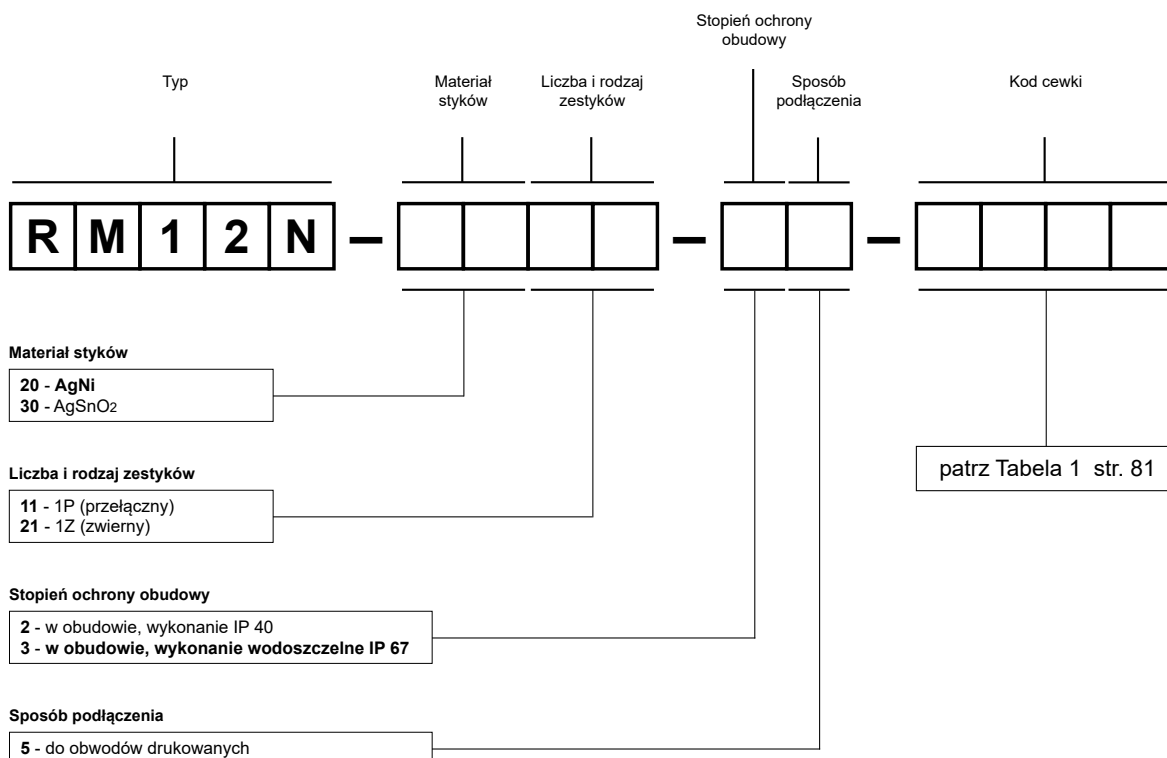 Stopień ochrony
obudowy
Typ
Materiał
styków
Liczba i rodzaj
zestyków
Sposób
podłączenia
Kod cewki
R M 1 2 N – – –
Materiał styków
20 - AgNi
30 - AgSnO2
patrz Tabela 1 str. 81
Liczba i rodzaj zestyków
11 - 1P (przełączny)
21 - 1Z (zwierny)
Stopień ochrony obudowy
2 - w obudowie, wykonanie IP 40
3 - w obudowie, wykonanie wodoszczelne IP 67
Sposób podłączenia
5 - do obwodów drukowanych